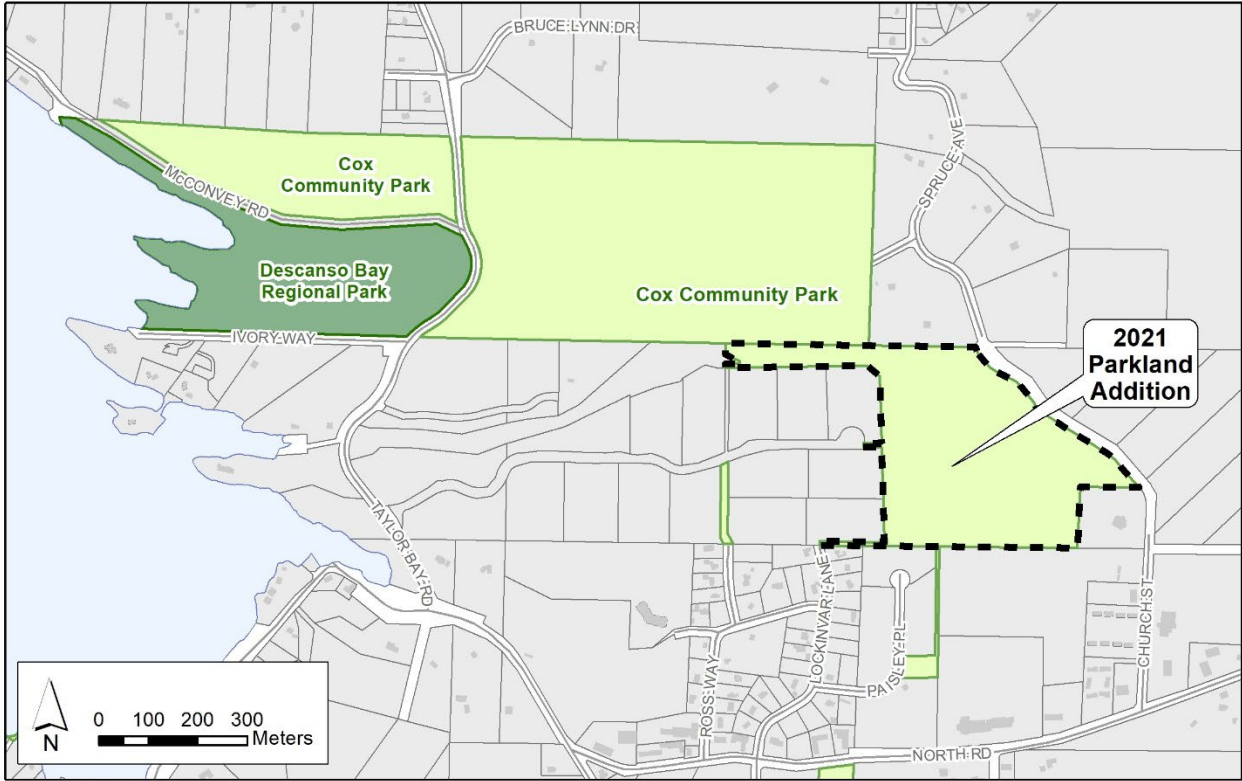 BRUCE LYNN DR
SPRUCE AVE
Cox
Community Park
McCONVEY RD
Descanso Bay
Regional Park
Cox Community Park
IVORY WAY
2021
Parkland
Addition
TAYLOR BAY RD
LOCKINVAR LANE
CHURCH ST
PAISLEY PL
ROSS WAY
NORTH RD
N
0 100 200 300
Meters